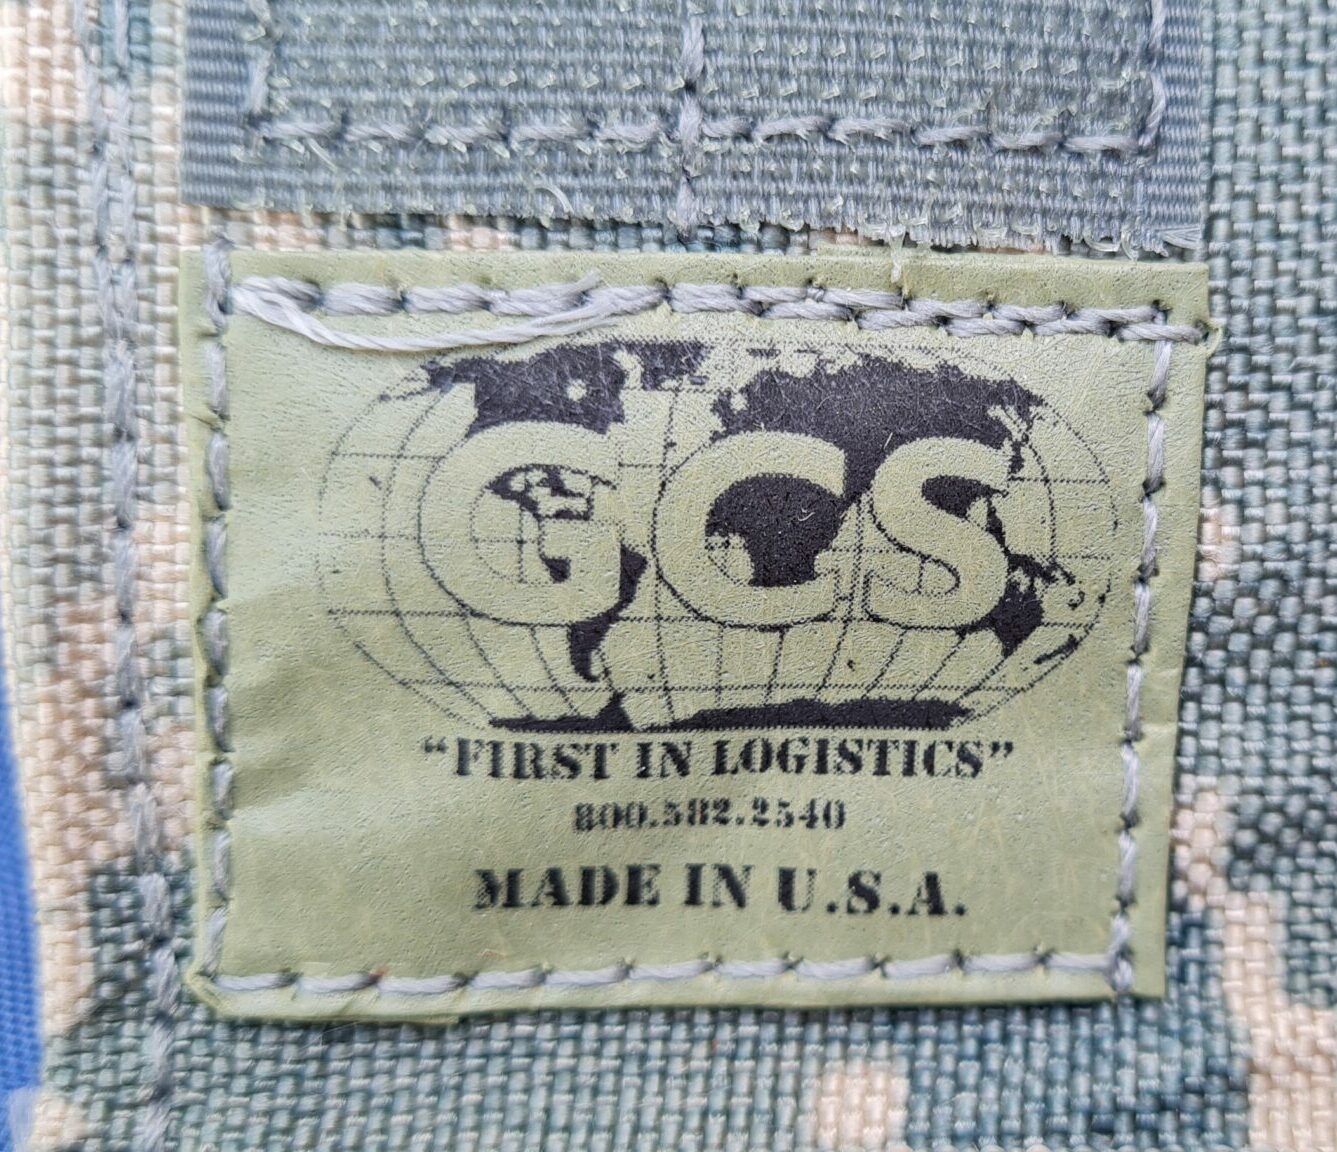 GCS
“FIRST IN LOGISTICS”
800.582.2540
MADE IN U.S.A.